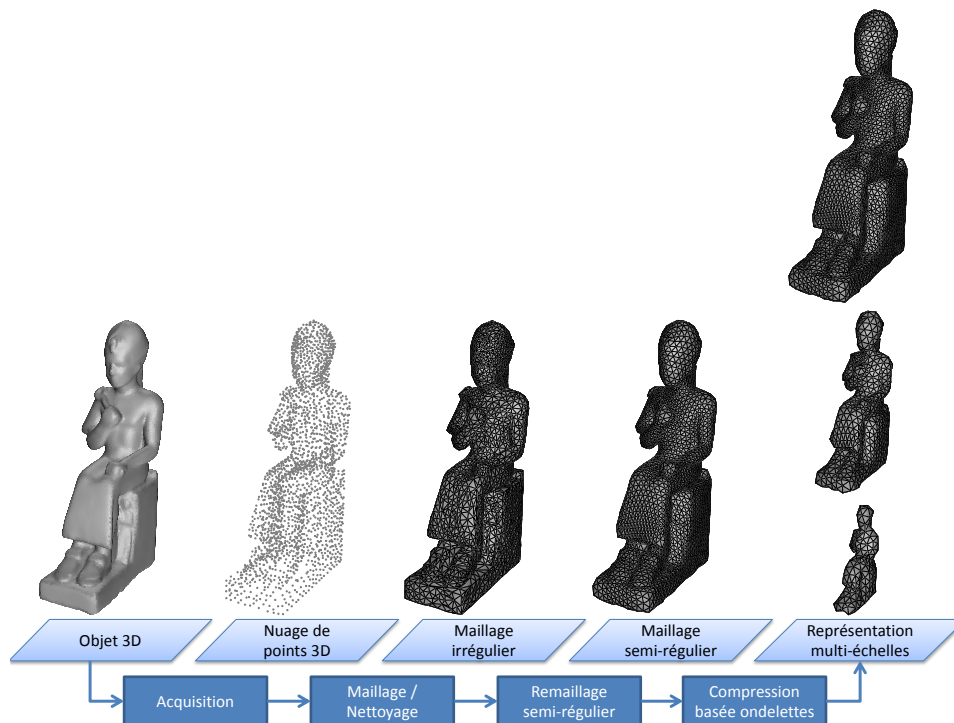 Objet 3D
Nuage de
points 3D
Maillage
irrégulier
Maillage
semi-régulier
Représentation
multi-échelles
Acquisition
Maillage /
Nettoyage
Remaillage
semi-régulier
Compression
basée ondelettes